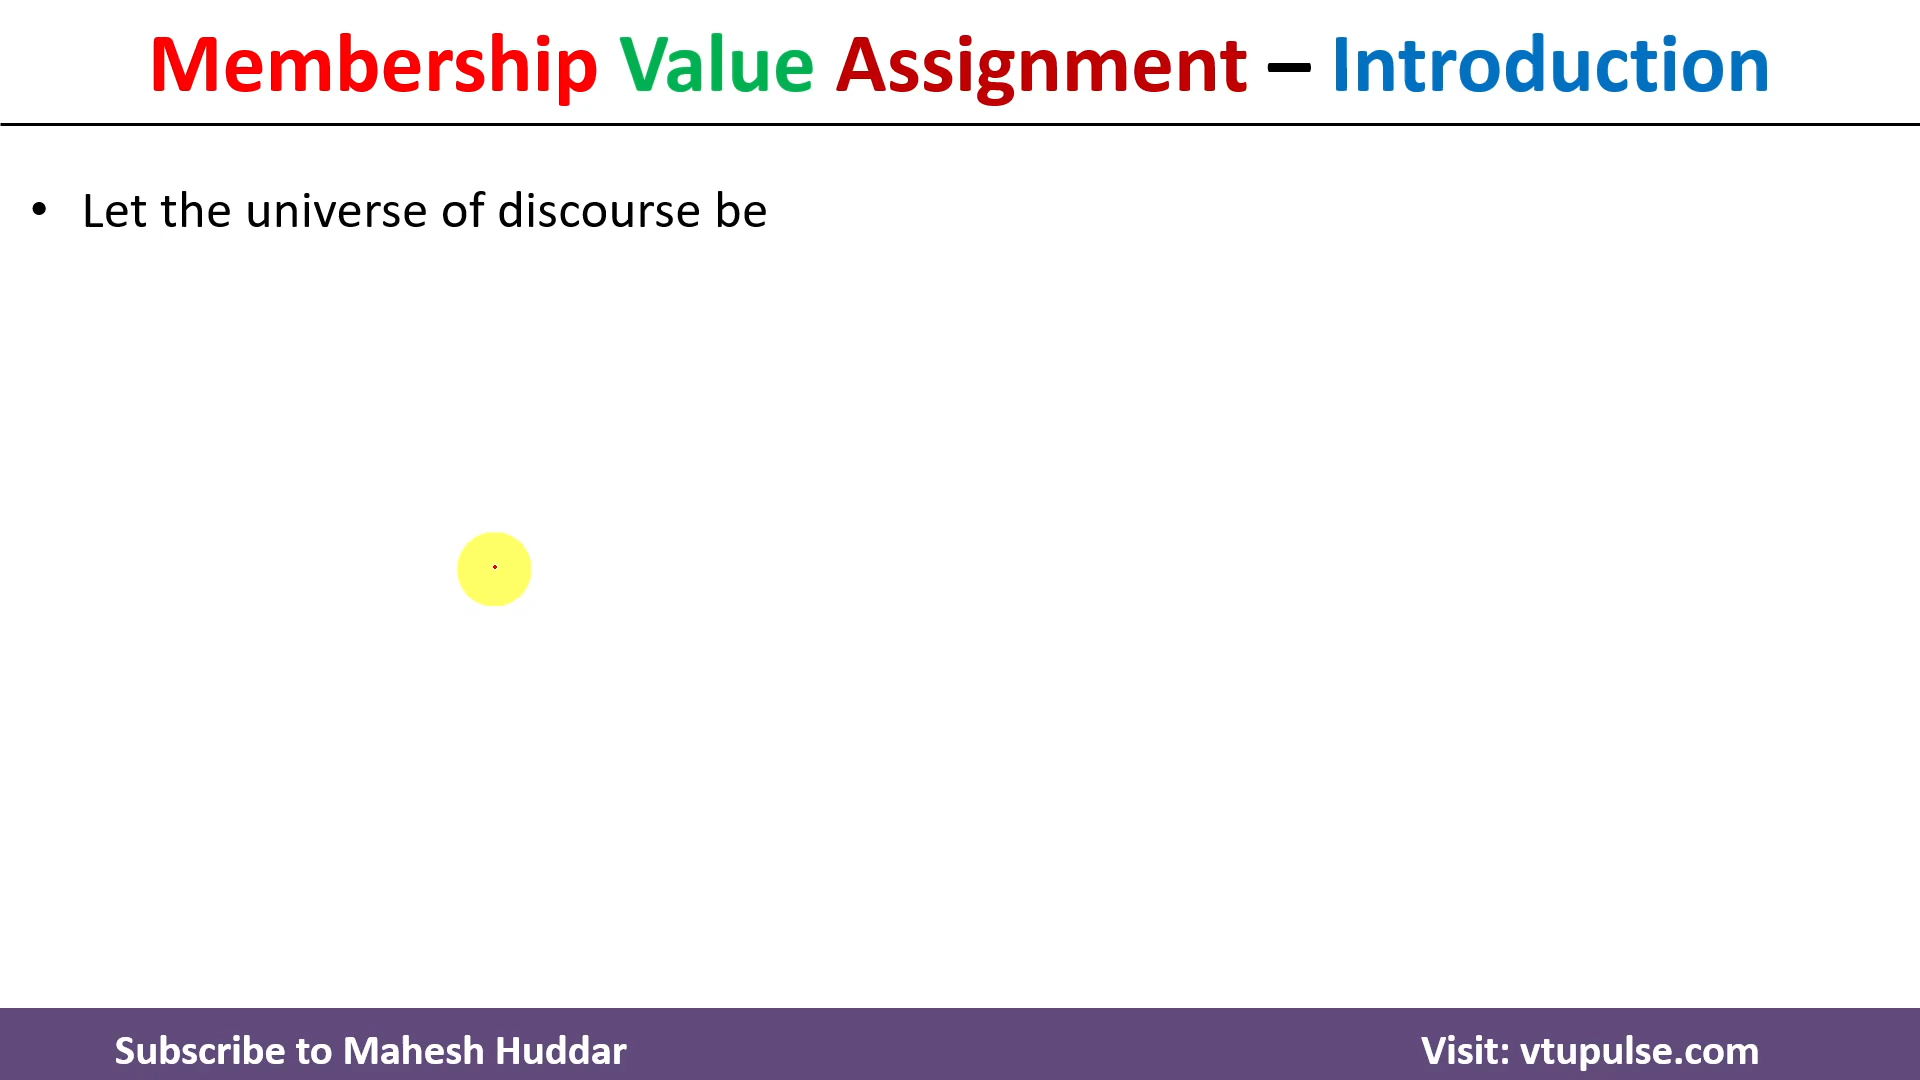 Membership Value Assignment – Introduction
• Let the universe of discourse be
Subscribe to Mahesh Huddar
Visit: vtupulse.com